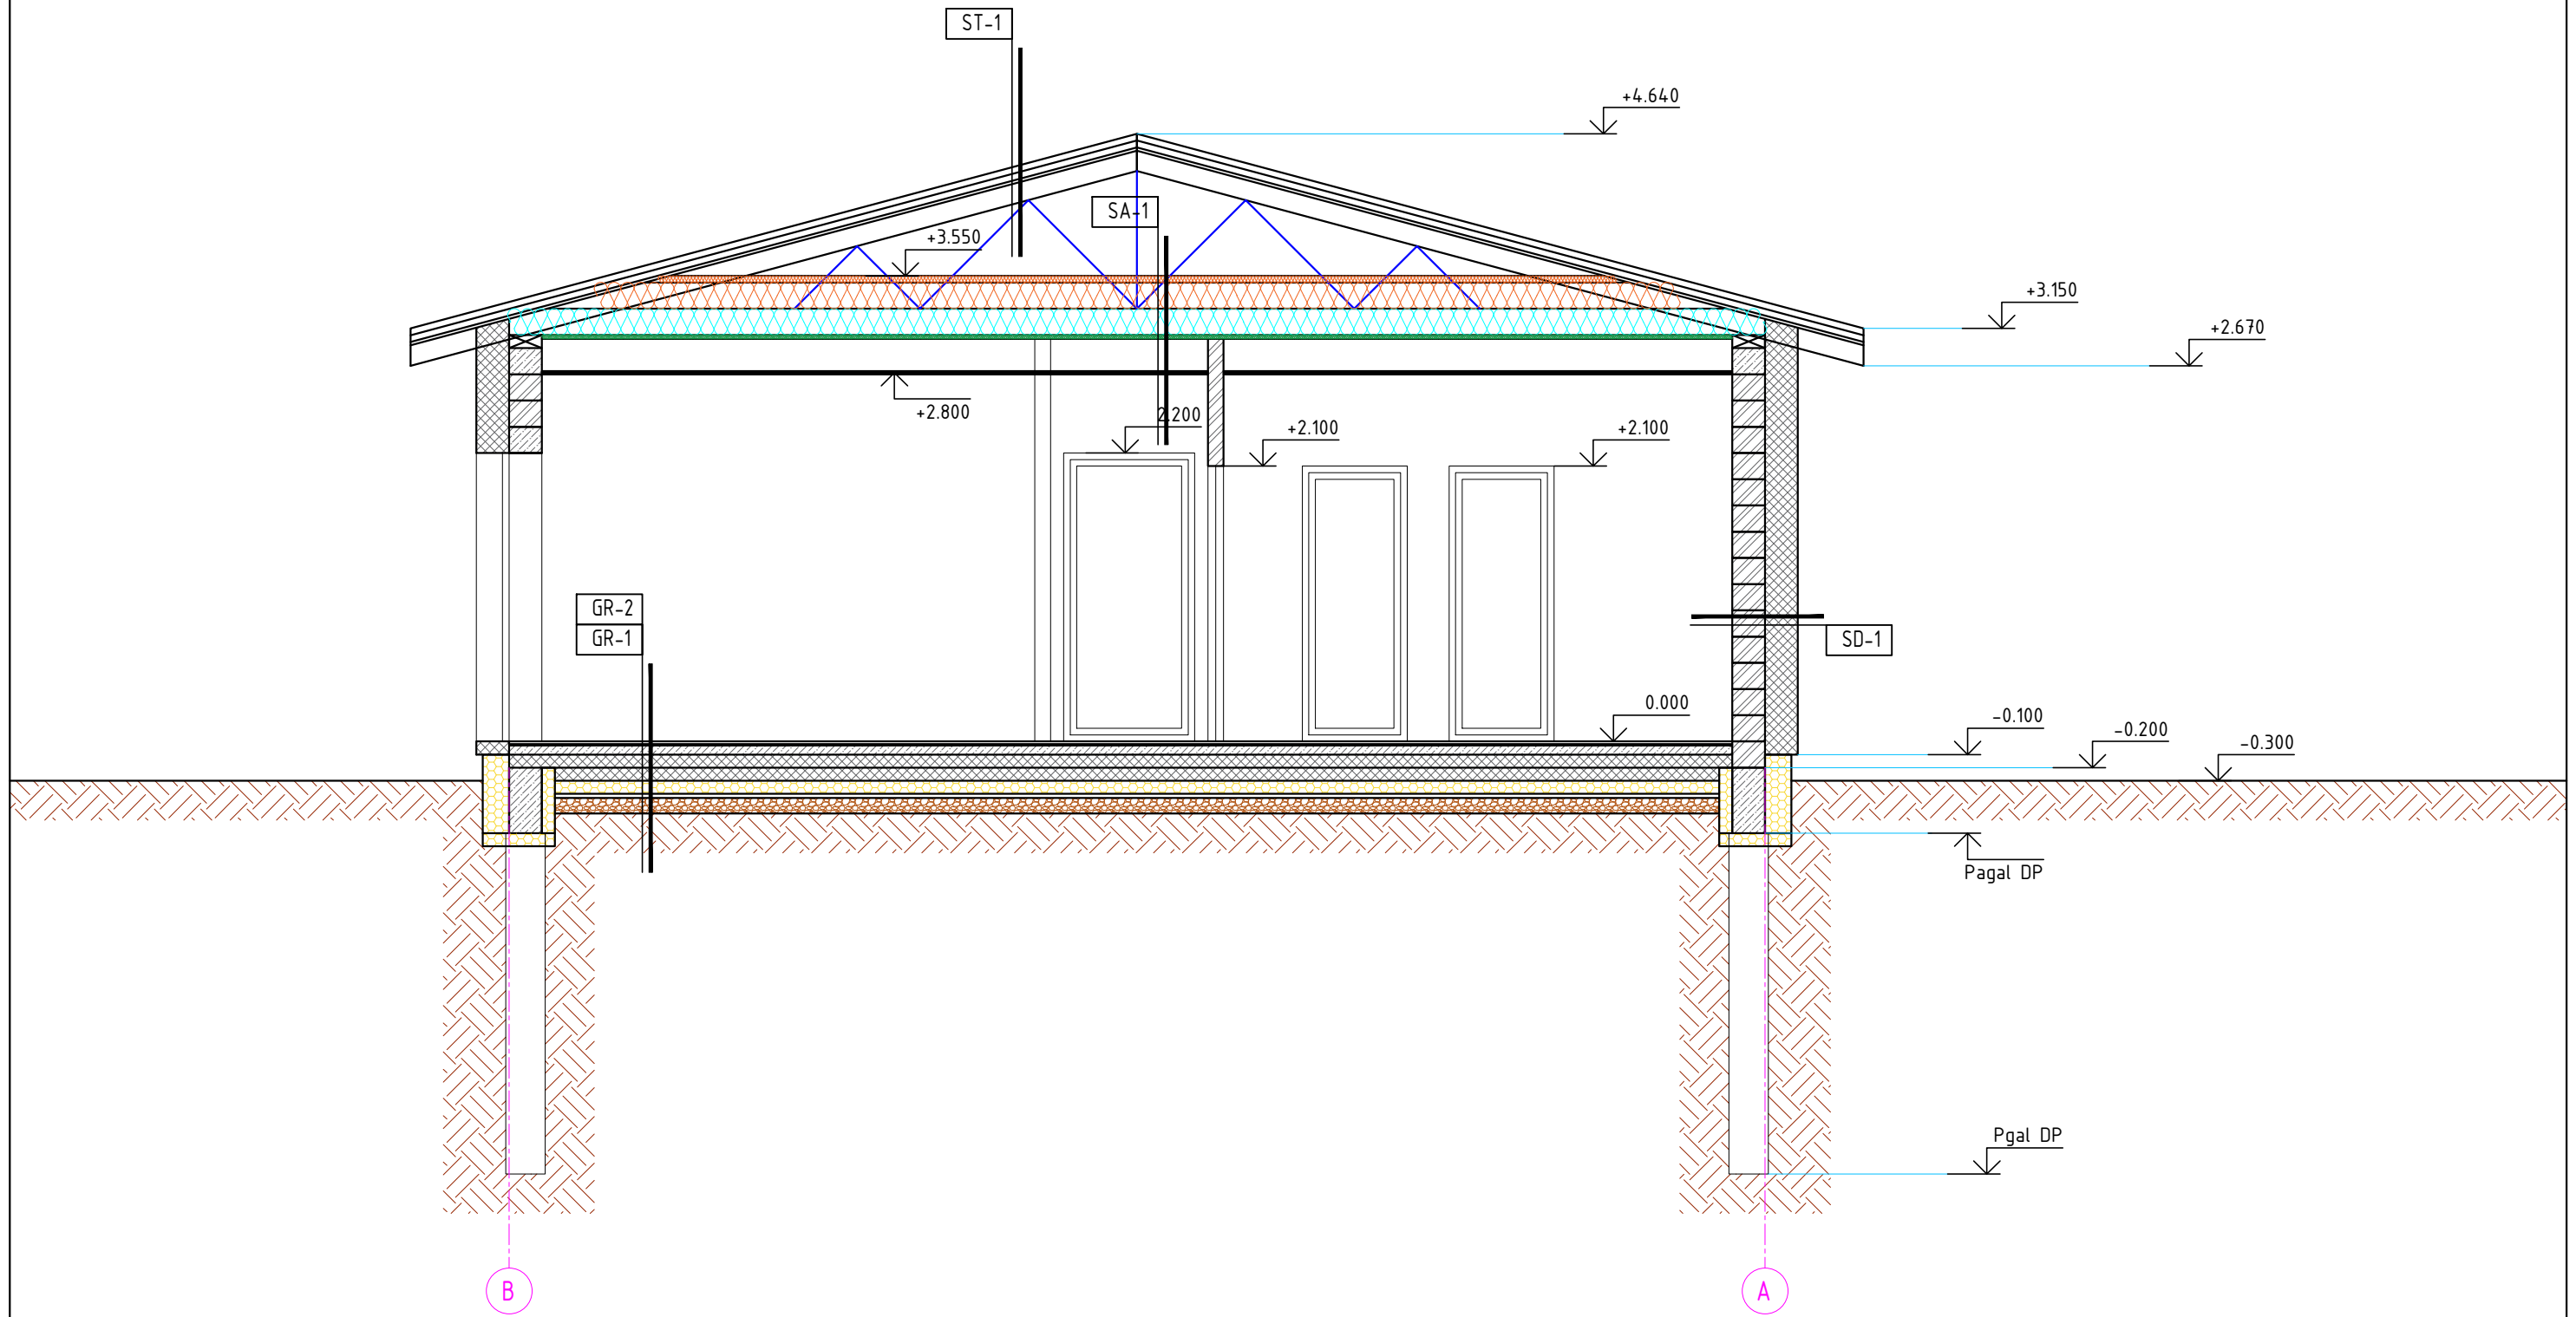 ST-1
+4.640
SA-1
+3.550
+3.150
+2.670
+2.800
2.200
+2.100
+2.100
GR-2
GR-1
SD-1
0.000
-0.100
-0.200
-0.300
Pagal DP
Pgal DP
B
A